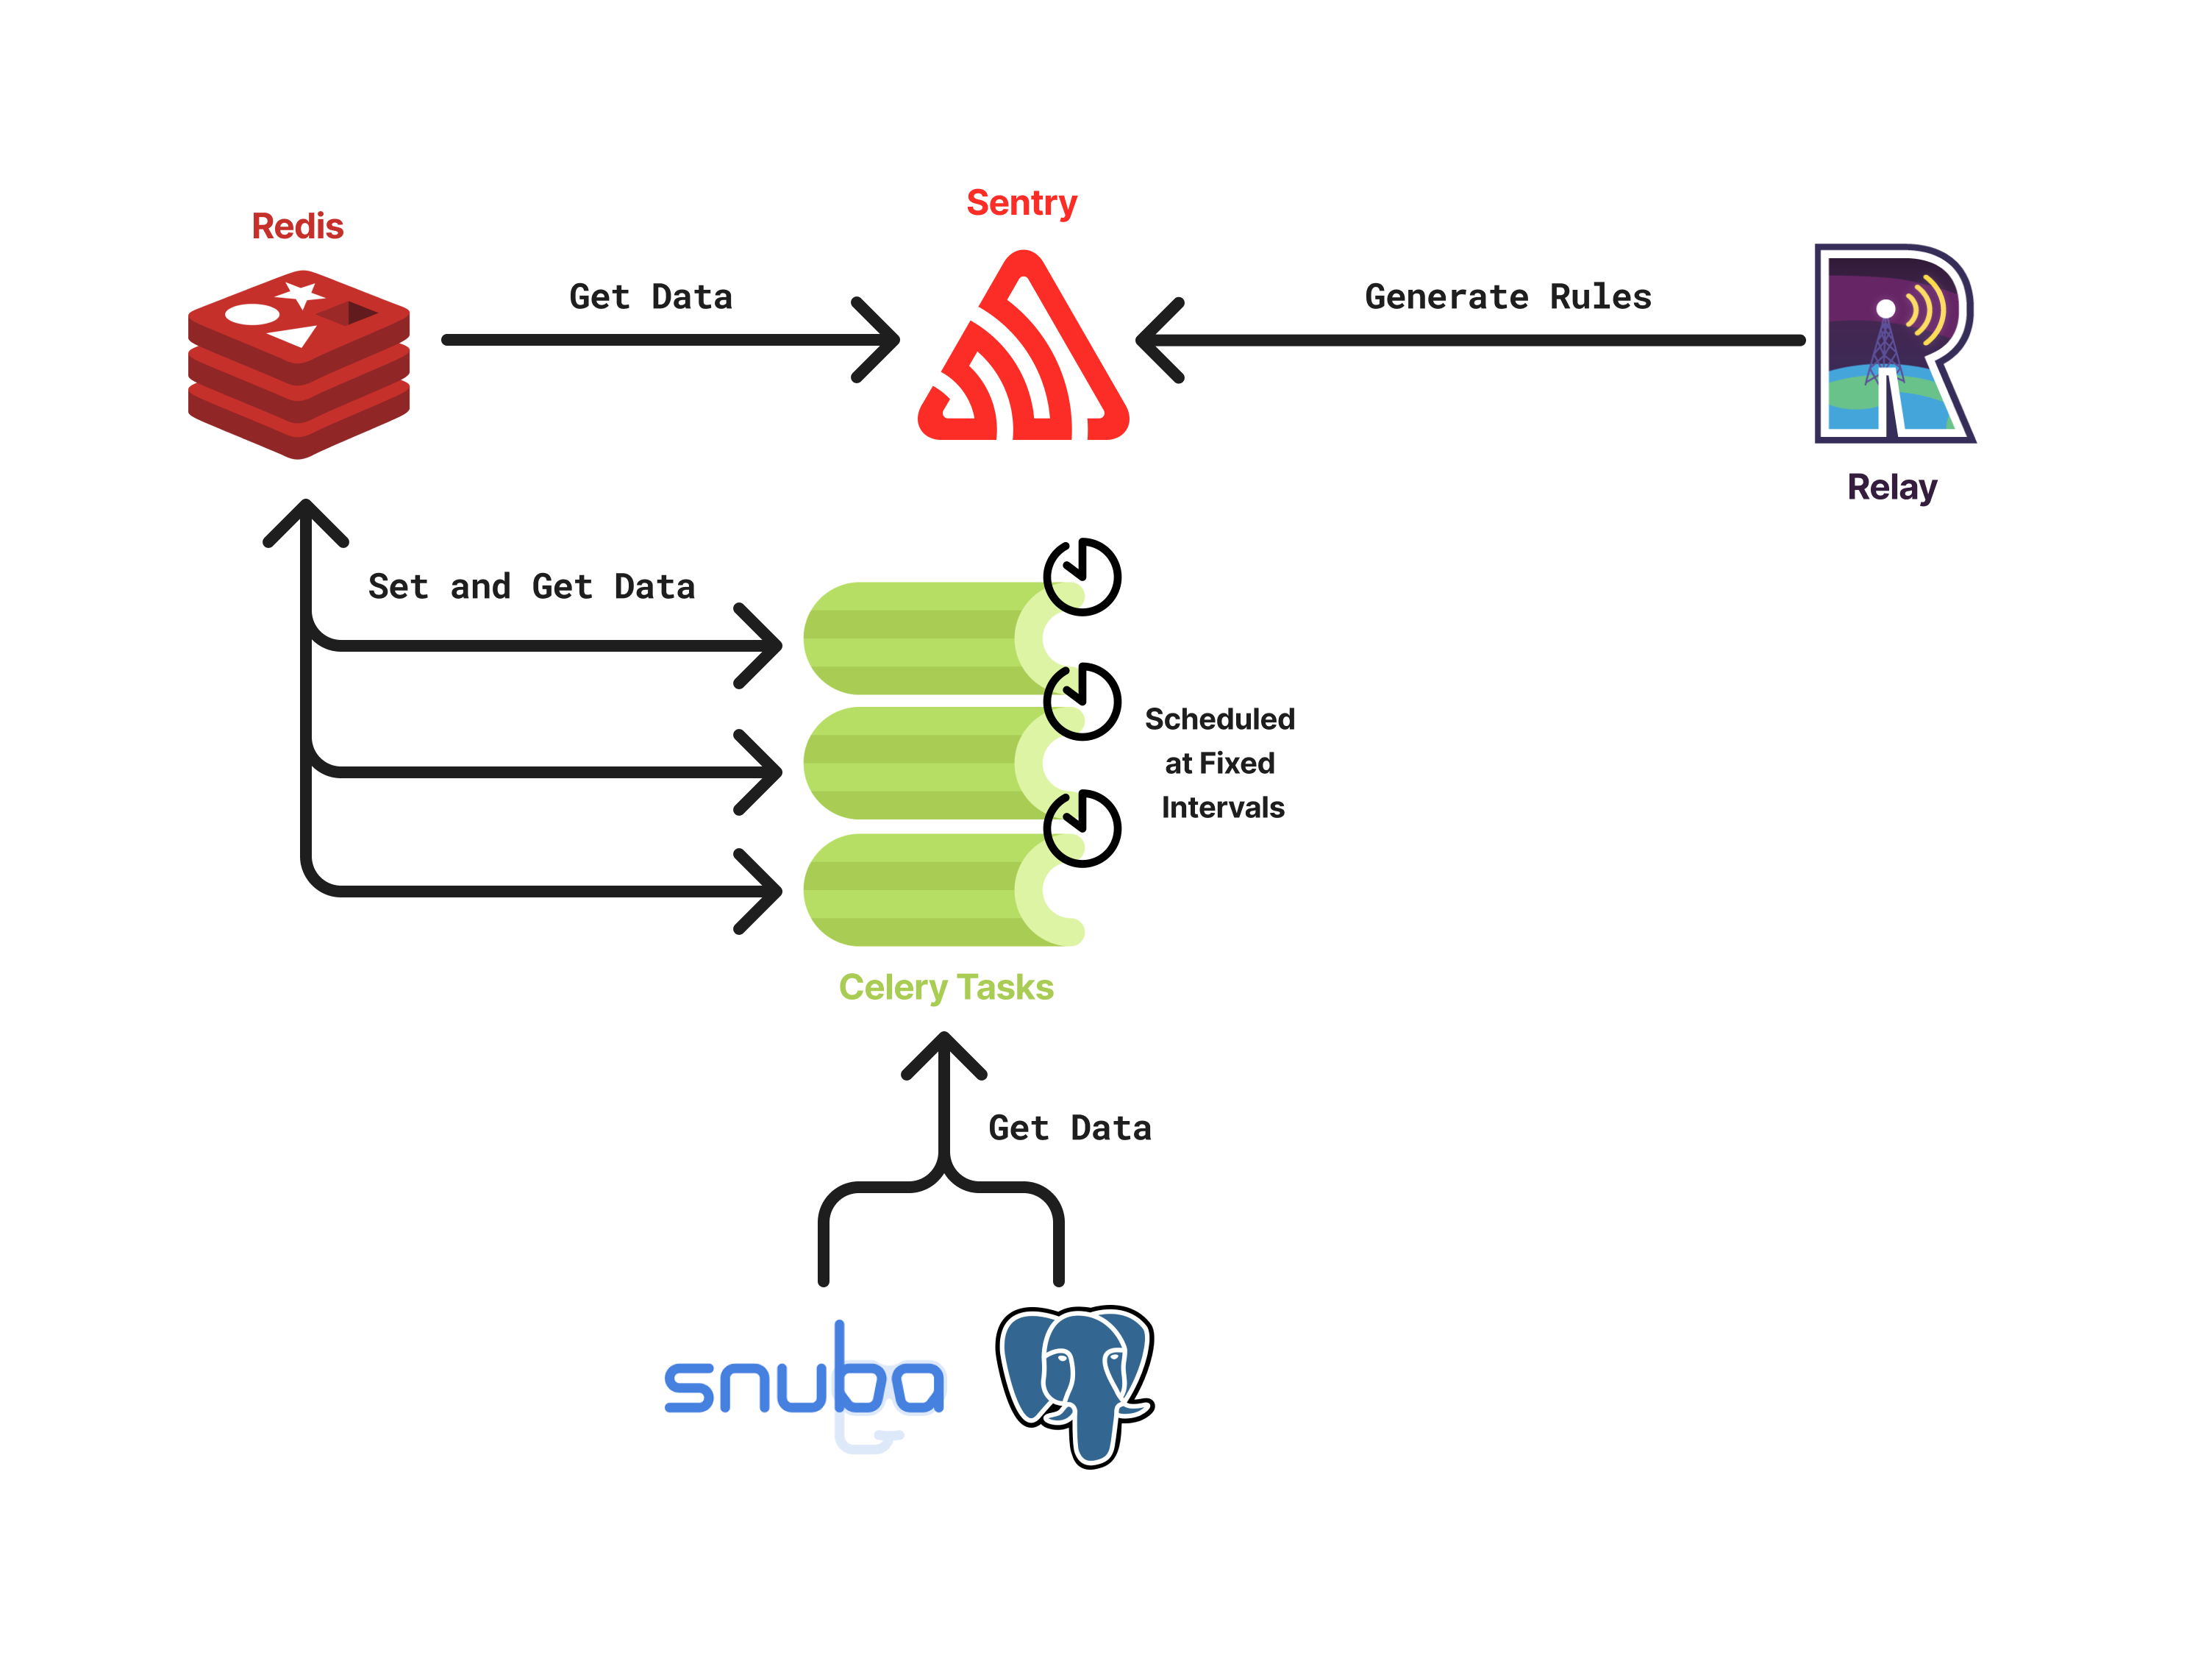 Sentry
Redis
Get Data
Generate Rules
Relay
Set and Get Data
Scheduled
at Fixed
Intervals
Celery Tasks
Get Data
snuba